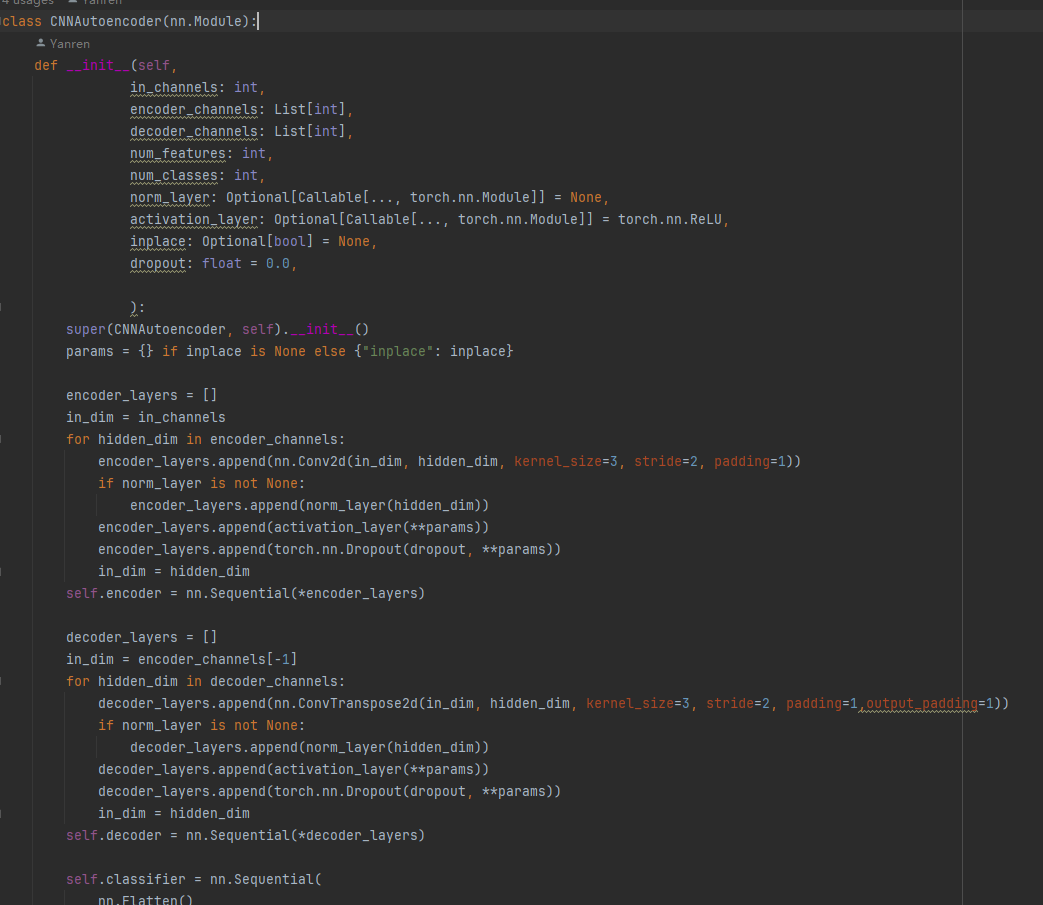 4 usages   Yanren
class CNNAutoencoder(nn.Module):
Yanren
    def __init__(self,
                in_channels: int,
                encoder_channels: List[int],
                decoder_channels: List[int],
                num_features: int,
                num_classes: int,
                norm_layer: Optional[Callable[..., torch.nn.Module]] = None,
                activation_layer: Optional[Callable[..., torch.nn.Module]] = torch.nn.ReLU,
                inplace: Optional[bool] = None,
                dropout: float = 0.0,
                ):
        super(CNNAutoencoder, self).__init__()
        params = {} if inplace is None else {"inplace": inplace}
        encoder_layers = []
        in_dim = in_channels
        for hidden_dim in encoder_channels:
            encoder_layers.append(nn.Conv2d(in_dim, hidden_dim, kernel_size=3, stride=2, padding=1))
            if norm_layer is not None:
                encoder_layers.append(norm_layer(hidden_dim))
            encoder_layers.append(activation_layer(**params))
            encoder_layers.append(torch.nn.Dropout(dropout, **params))
            in_dim = hidden_dim
        self.encoder = nn.Sequential(*encoder_layers)
        decoder_layers = []
        in_dim = encoder_channels[-1]
        for hidden_dim in decoder_channels:
            decoder_layers.append(nn.ConvTranspose2d(in_dim, hidden_dim, kernel_size=3, stride=2, padding=1,output_padding=1))
            if norm_layer is not None:
                decoder_layers.append(norm_layer(hidden_dim))
            decoder_layers.append(activation_layer(**params))
            decoder_layers.append(torch.nn.Dropout(dropout, **params))
            in_dim = hidden_dim
        self.decoder = nn.Sequential(*decoder_layers)
        self.classifier = nn.Sequential(
            nn.Flatten()